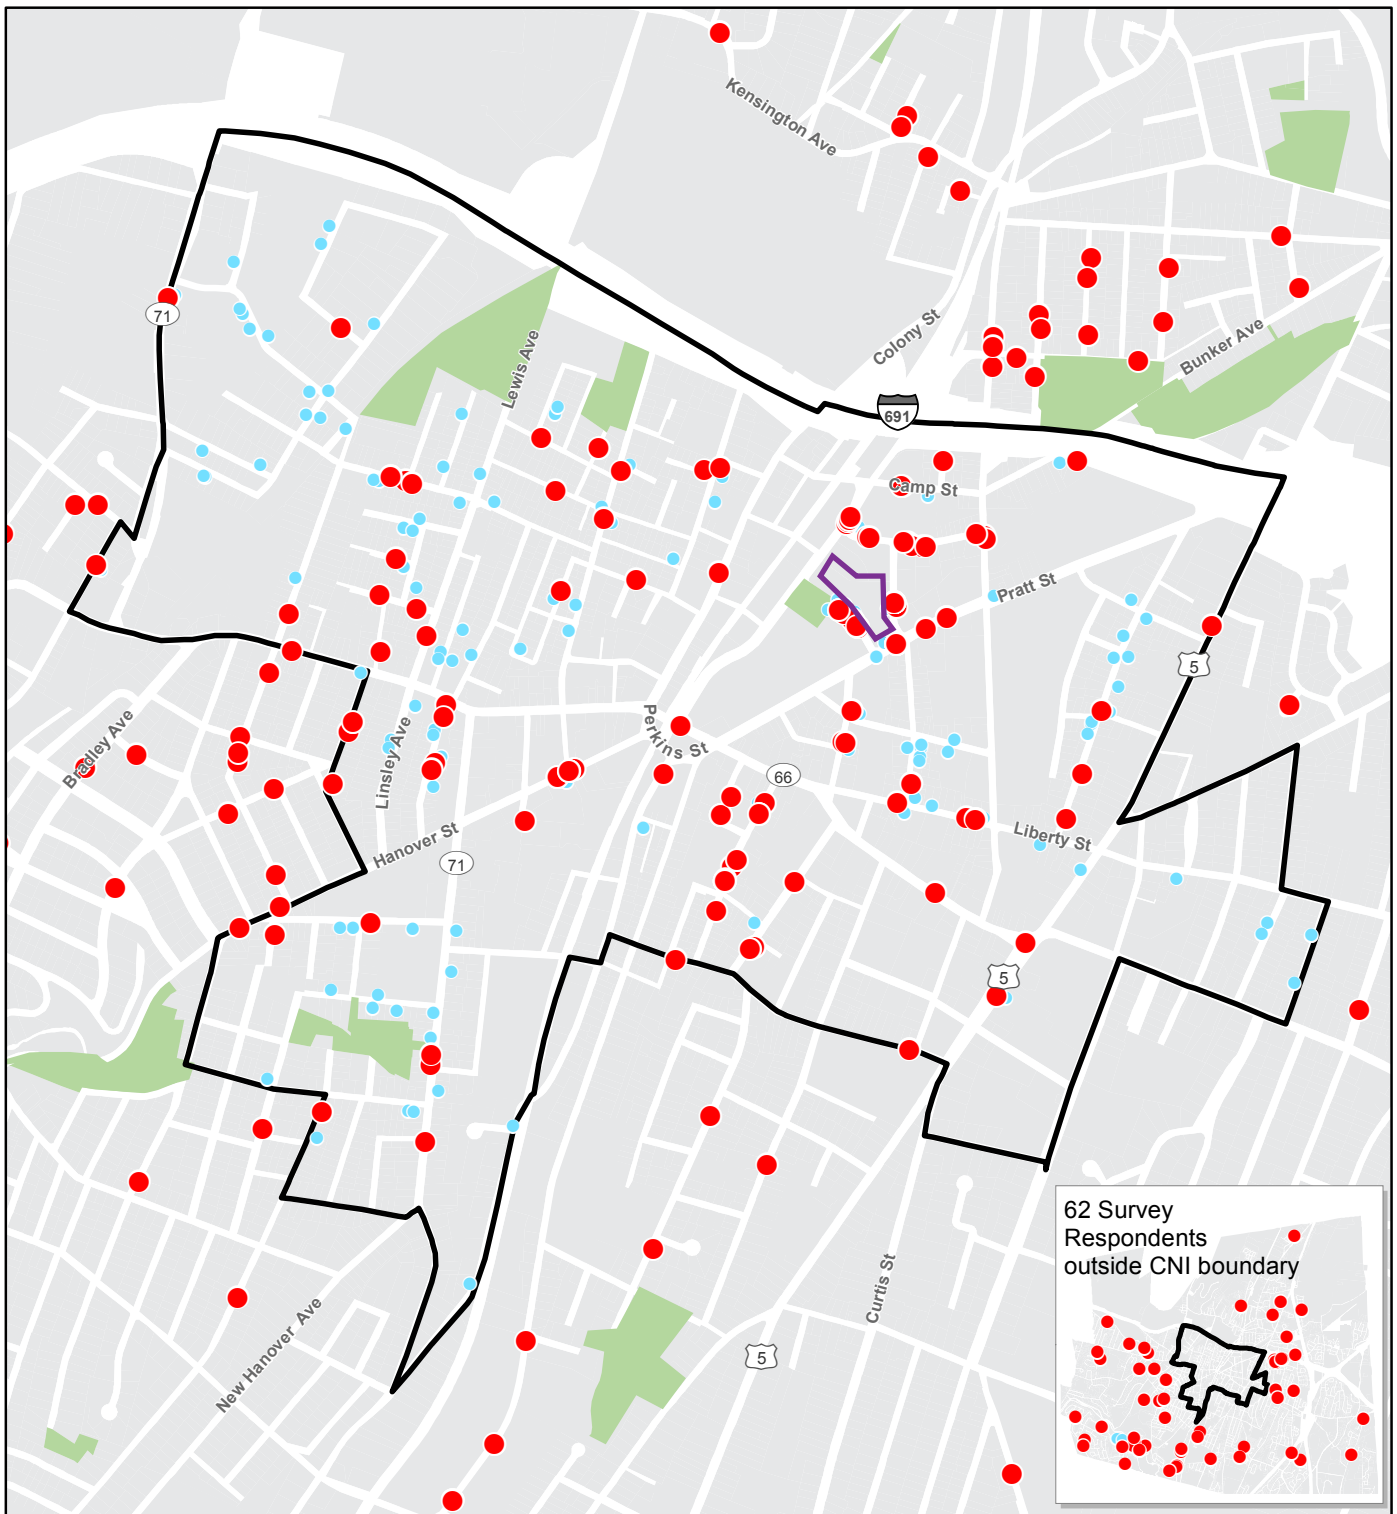 Kensington Ave
71
Colony St
Bunker Ave
Lewis Ave
691
Camp St
Pratt St
5
Bradley Ave
Linsley Ave
Perkins St
66
Hanover St
Liberty St
71
5
62 Survey
Respondents
outside CNI boundary
Curtis St
New Hanover Ave
5